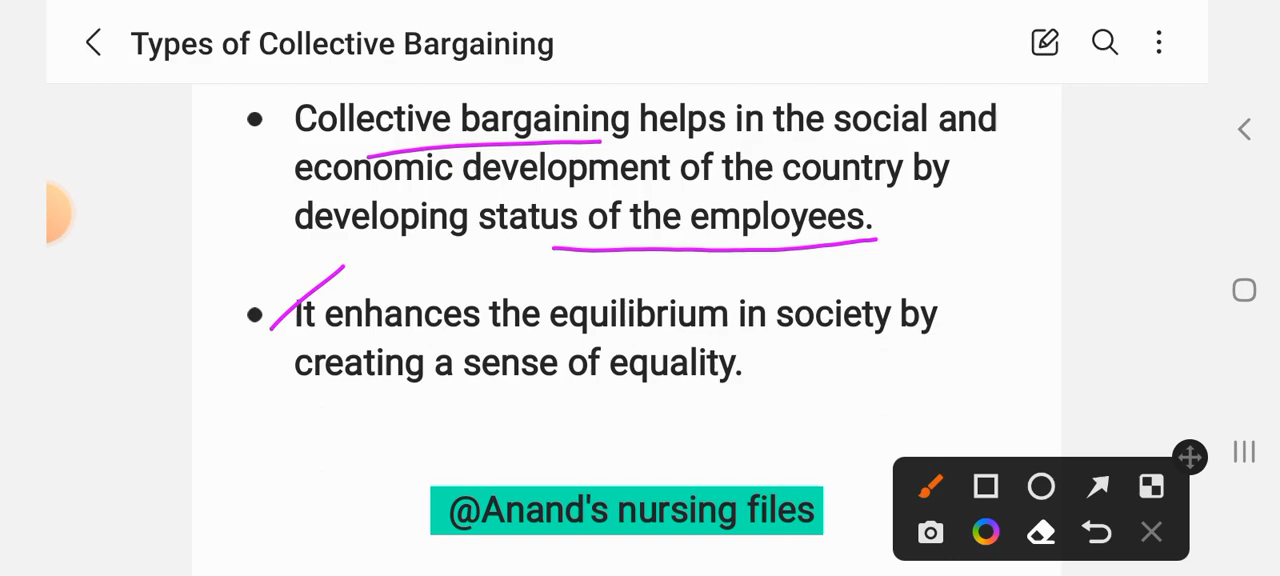 Types of Collective Bargaining
Collective bargaining helps in the social and
economic development of the country by
developing status of the employees.
It enhances the equilibrium in society by
creating a sense of equality.
@Anand's nursing files